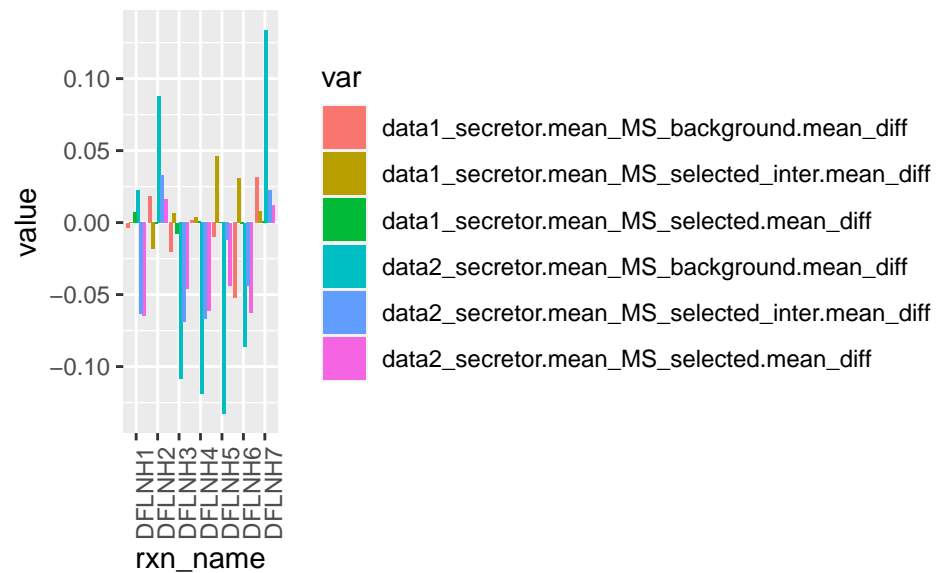 value
0.10
0.05
0.00
−0.05
−0.10
DFLNH1
DFLNH2
DFLNH3
DFLNH4
DFLNH5
DFLNH6
DFLNH7
rxn_name
var
data1_secretor.mean_MS_background.mean_diff
data1_secretor.mean_MS_selected_inter.mean_diff
data1_secretor.mean_MS_selected.mean_diff
data2_secretor.mean_MS_background.mean_diff
data2_secretor.mean_MS_selected_inter.mean_diff
data2_secretor.mean_MS_selected.mean_diff